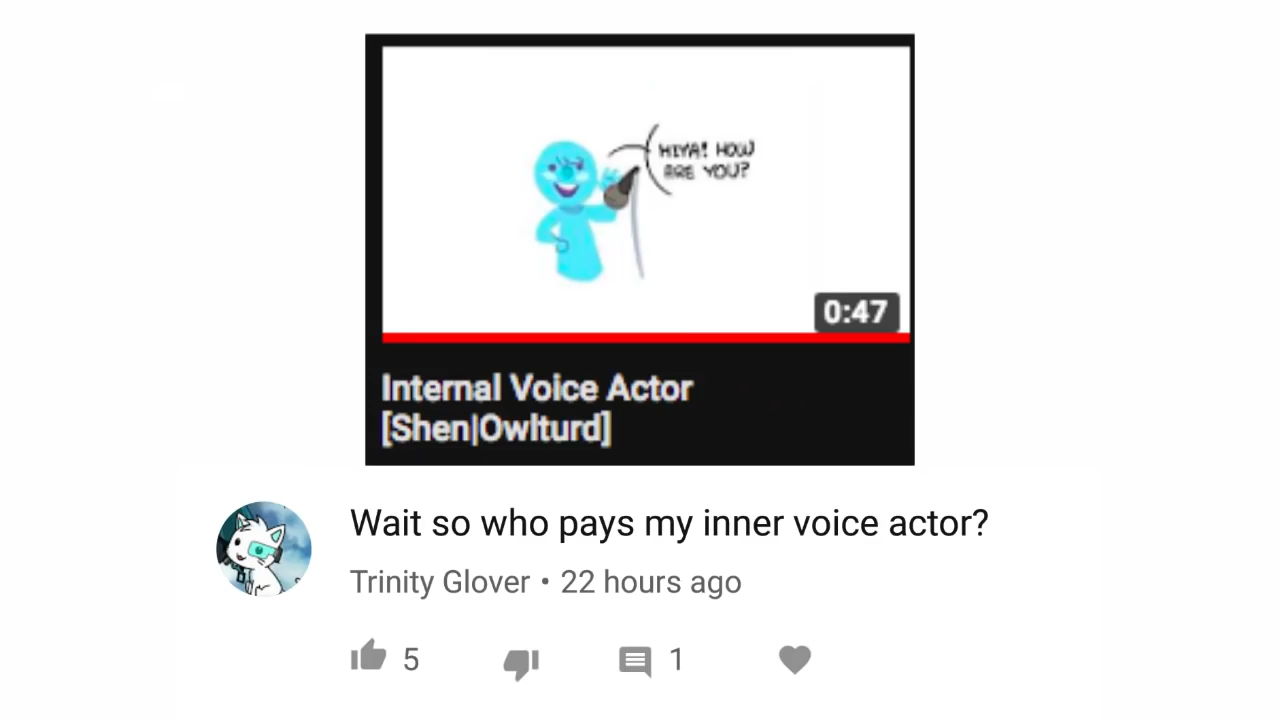 HIYA! HOW
ARE YOU?
0:47
Internal Voice Actor
[Shen|Owlturd]
Wait so who pays my inner voice actor?
Trinity Glover • 22 hours ago
5
1